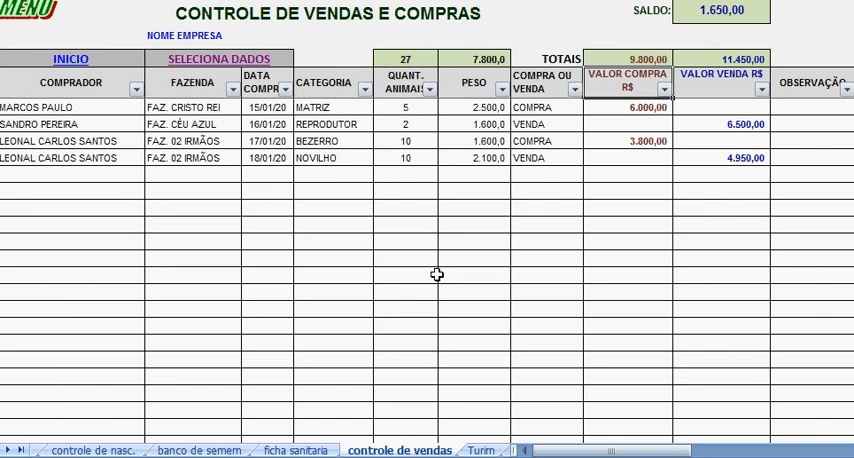 MENU
CONTROLE DE VENDAS E COMPRAS
SALDO: 1.650,00
NOME EMPRESA
INICIO SELECIONA DADOS 27 7.800,0 TOTAIS 9.800,00 11.450,00
COMPRADOR FAZENDA DATA COMPR CATEGORIA QUANT. ANIMAIS PESO COMPRA OU VENDA VALOR COMPRA R$ VALOR VENDA R$ OBSERVAÇÃ
MARCOS PAULO FAZ. CRISTO REI 15/01/20 MATRIZ 5 2.500,0 COMPRA 6.000,00
SANDRO PEREIRA FAZ. CÉU AZUL 16/01/20 REPRODUTOR 2 1.600,0 VENDA 6.500,00
LEONAL CARLOS SANTOS FAZ. 02 IRMÃOS 17/01/20 BEZERRO 10 1.600,0 COMPRA 3.800,00
LEONAL CARLOS SANTOS FAZ. 02 IRMÃOS 18/01/20 NOVILHO 10 2.100,0 VENDA 4.950,00
controle de nasc. banco de semem ficha sanitaria controle de vendas Turim